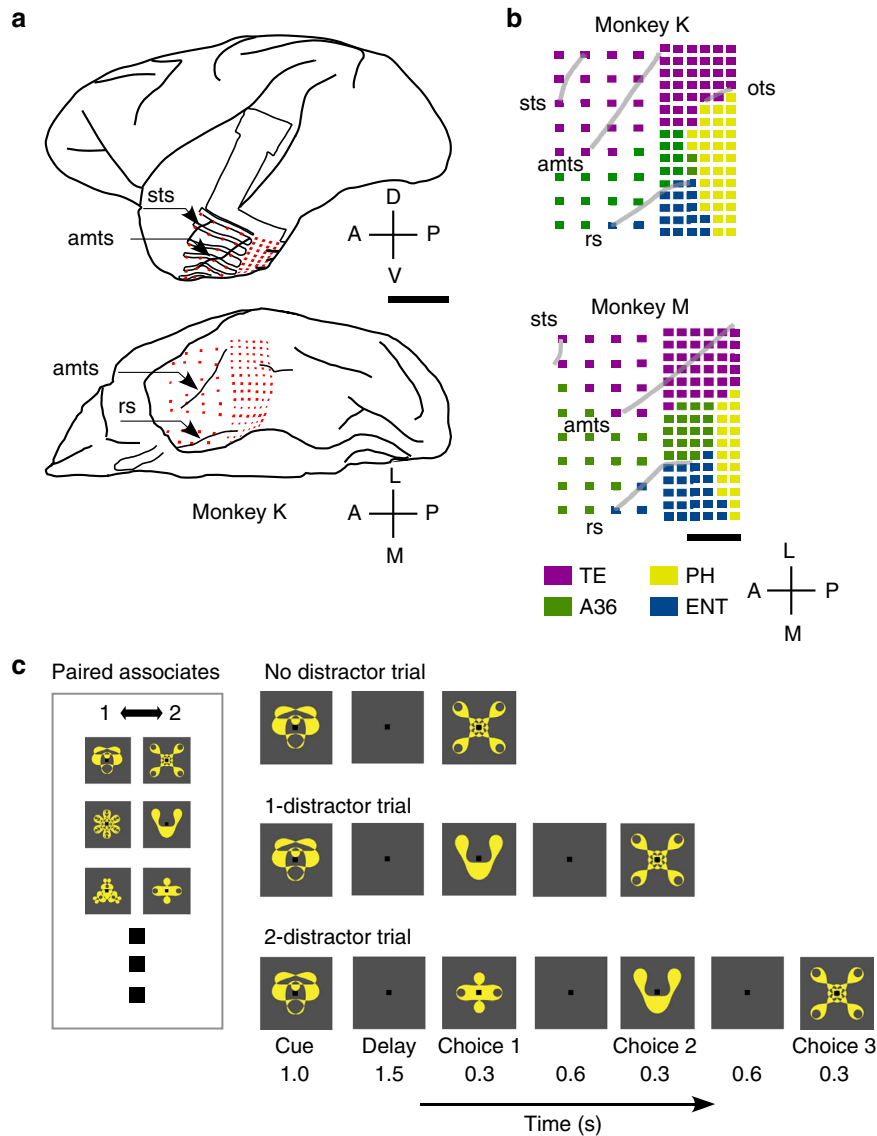 a
sts
amts
D
A P
V
amts
rs
Monkey K
L
A P
M
b
Monkey K
sts
ots
amts
rs
Monkey M
sts
amts
rs
TE PH
A36 ENT
L
A P
M
c
Paired associates
1 2
No distractor trial
1-distractor trial
2-distractor trial
Cue Delay Choice 1 Choice 2 Choice 3
1.0 1.5 0.3 0.6 0.3 0.6 0.3
Time (s)